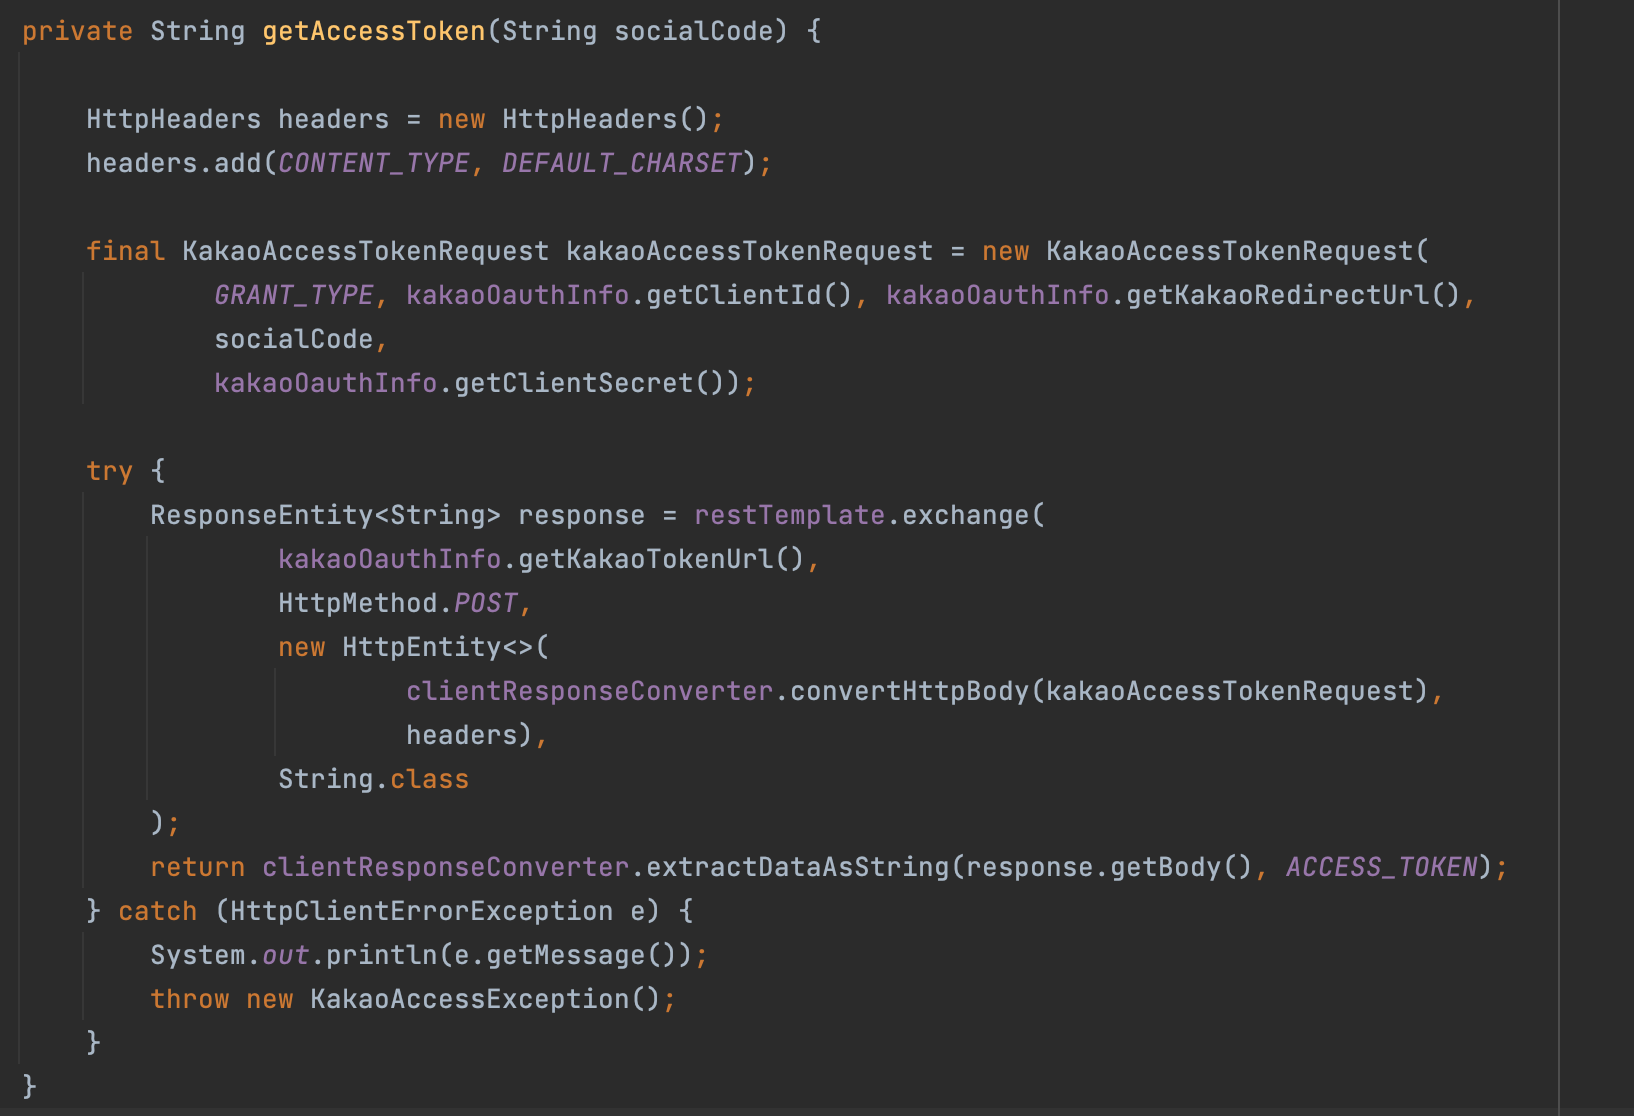 private String getAccessToken(String socialCode) {
HttpHeaders headers = new HttpHeaders();
headers.add(CONTENT_TYPE, DEFAULT_CHARSET);
final KakaoAccessTokenRequest kakaoAccessTokenRequest = new KakaoAccessTokenRequest(
GRANT_TYPE, kakaoOauthInfo.getClientId(), kakaoOauthInfo.getKakaoRedirectUrl(),
socialCode,
kakaoOauthInfo.getClientSecret());
try {
ResponseEntity<String> response = restTemplate.exchange(
kakaoOauthInfo.getKakaoTokenUrl(),
HttpMethod.POST,
new HttpEntity<>(
clientResponseConverter.convertHttpBody(kakaoAccessTokenRequest),
headers),
String.class
);
return clientResponseConverter.extractDataAsString(response.getBody(), ACCESS_TOKEN);
} catch (HttpClientErrorException e) {
System.out.println(e.getMessage());
throw new KakaoAccessException();
}
}